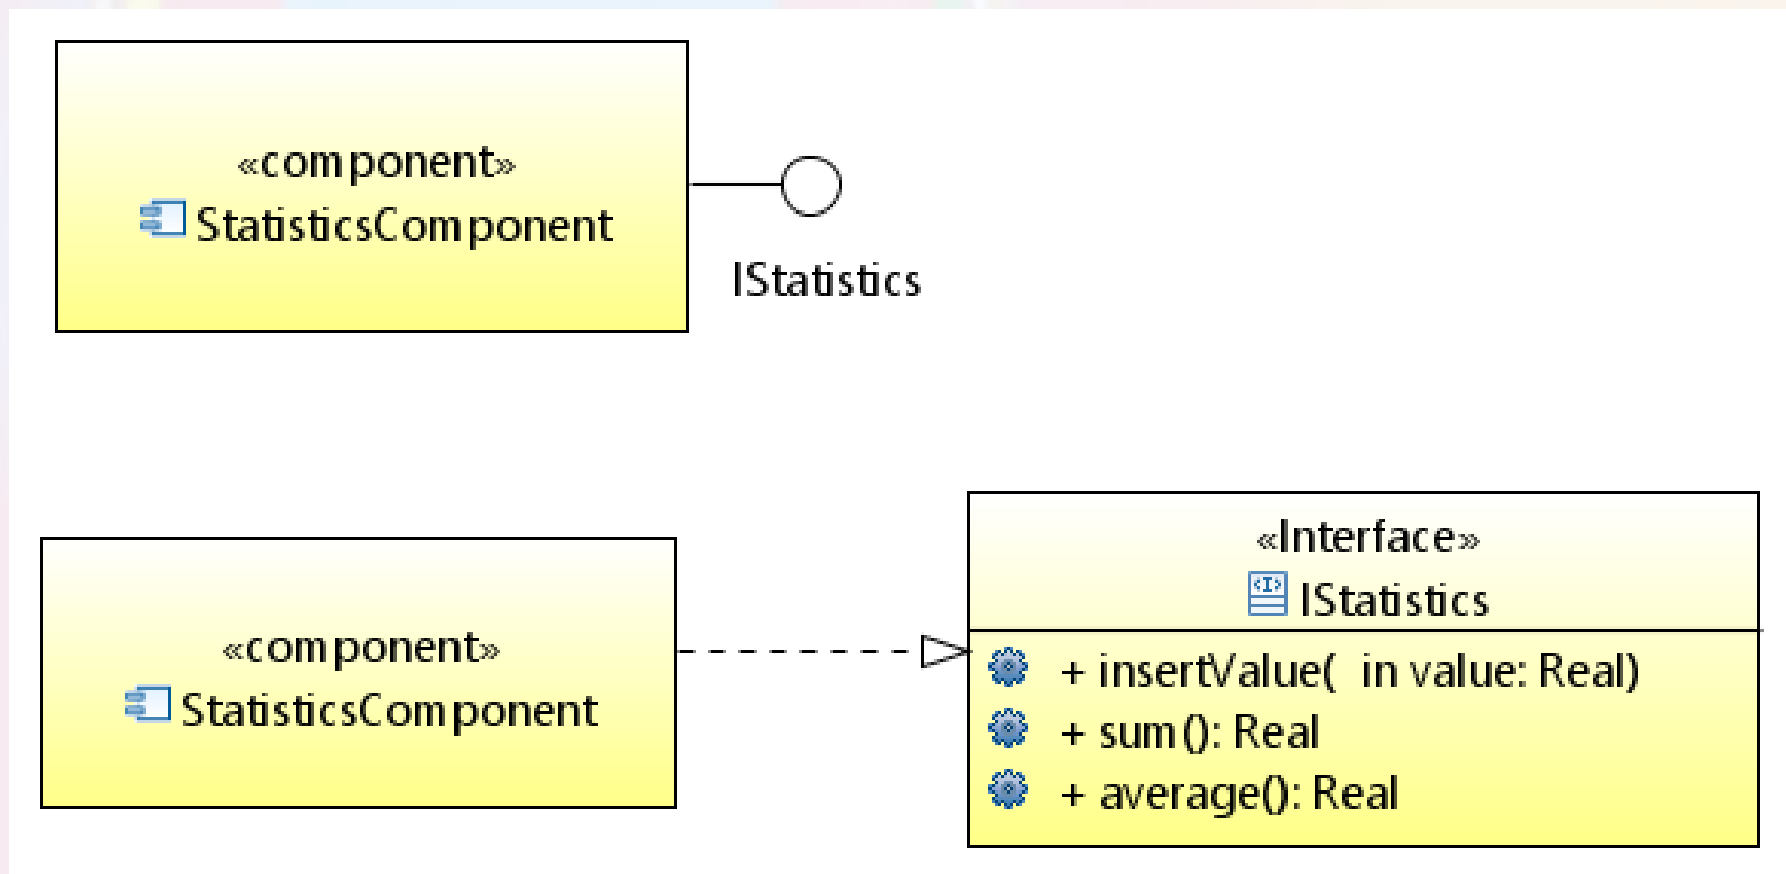 «component»
StatisticsComponent
IStatistics
«Interface»
IStatistics
«component»
StatisticsComponent
+ insertValue( in value: Real)
+ sum(): Real
+ average(): Real